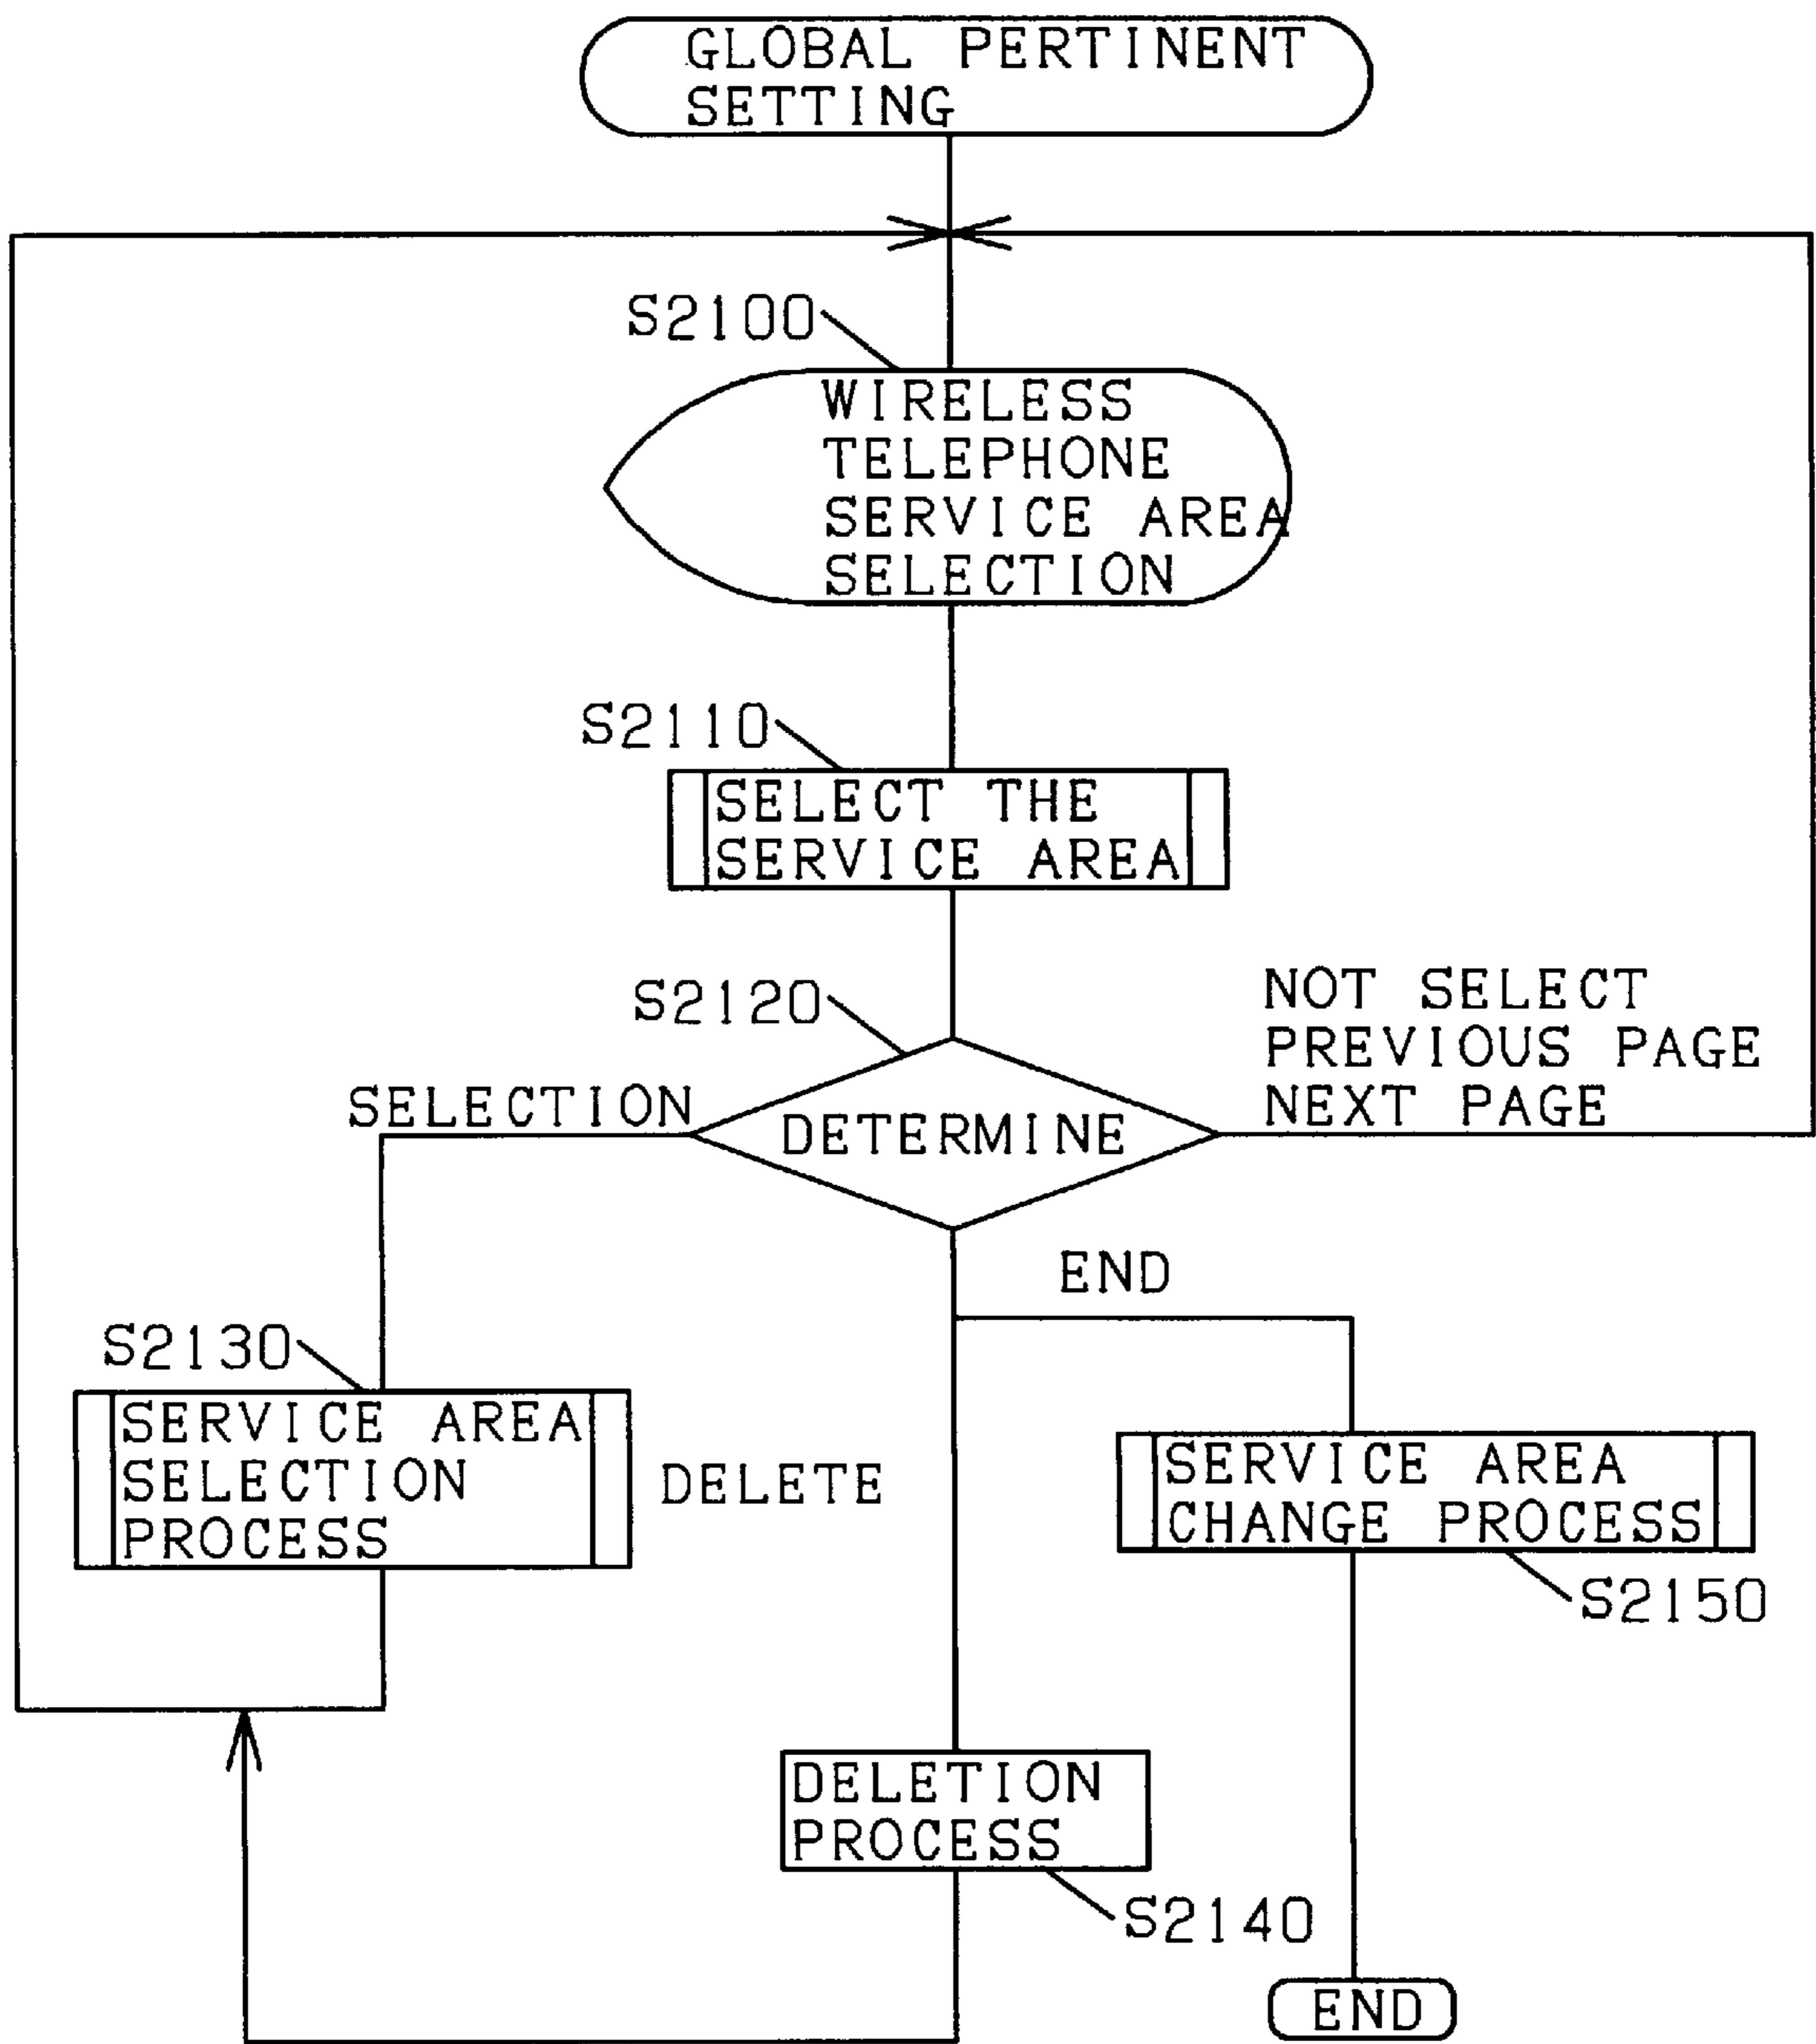 GLOBAL PERTINENT
SETTING
S2100
WIRELESS
TELEPHONE
SERVICE AREA
SELECTION
S2110
SELECT THE
SERVICE AREA
S2120
NOT SELECT
PREVIOUS PAGE
NEXT PAGE
SELECTION
DETERMINE
END
S2130
SERVICE AREA
SELECTION
PROCESS
DELETE
SERVICE AREA
CHANGE PROCESS
S2150
DELETION
PROCESS
S2140
END